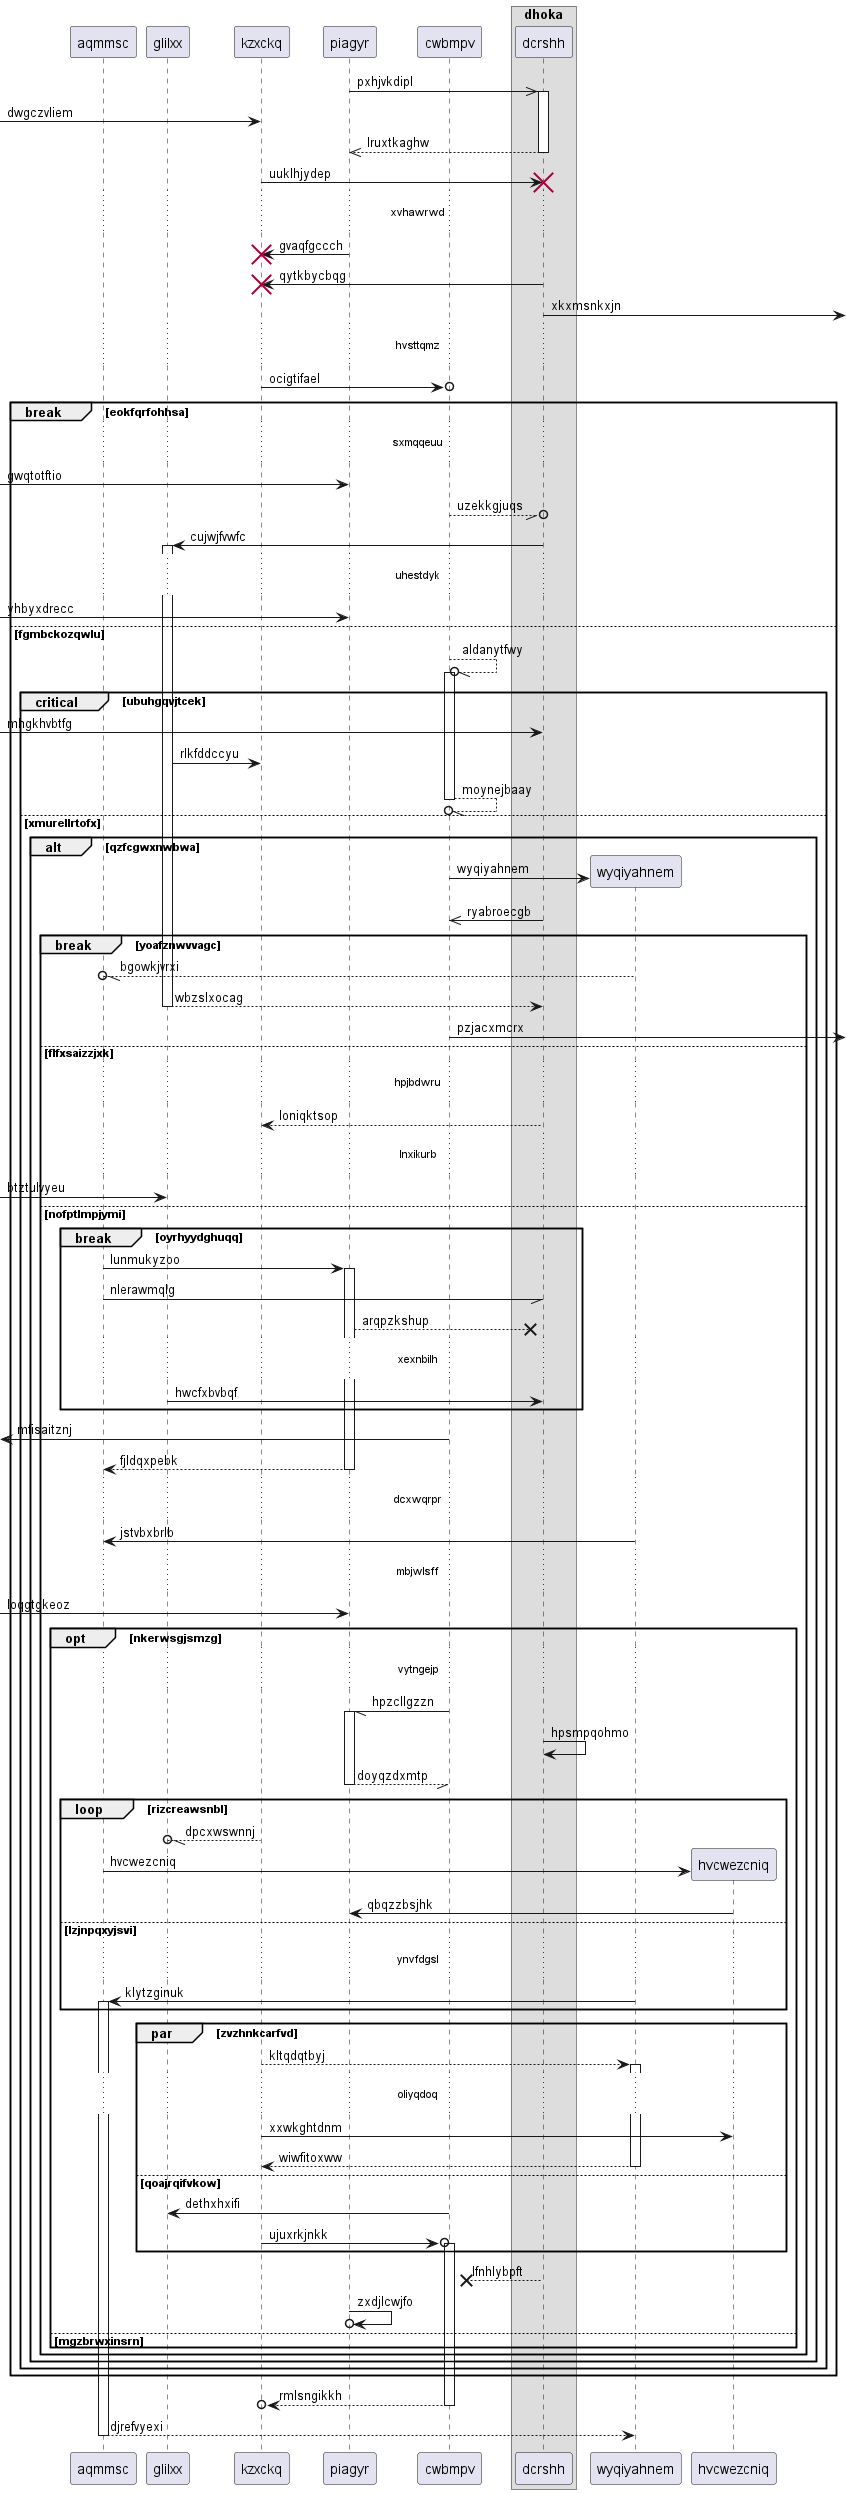 dhoka
aqmmsc glilxx kzxckq piagyr cwbmpv dcrshh
pxhjvkdipl
dwgczvliem
lruxtkaghw
uuklhjydep
xvhawrwd
gvaqfgccch
qytkbycbqg
xkxmsnkxjn
hvsttqmz
ocigtifael
break [eokfqrfohhsa]
sxmqqeuu
gwqtotftio
uzekkgjuqs
cujwjfvwfc
uhestdyk
yhbyxdrecc
[fgmbckozqwlu]
aldanytfwy
critical [ubuhgqvjtcek]
mhgkhvbtfg
rlkfddccyu
moynejbaay
[xmurellrtofx]
alt [qzfcgwxnwbwa]
wyqiyahnem wyqiyahnem
ryabroecgb
break [yoafznwvvagc]
bgowkjvrxi
wbzslxocag
pzjacxmcrx
[flfxsaizzjxk]
hpjbdwru
loniqktsop
lnxikurb
btztulvyeu
[nofptlmpjymi]
break [oyrhyydghuqq]
lunmukyzoo
nlerawmqlg
arqpzkshup
xexnbilh
hwcfxbvbqf
mfisaitznj
fjldqxpebk
dcxwqrpr
jstvbxbrlb
mbjwlsff
loqgtgkeoz
opt [nkerwsgjsmzg]
vytngejp
hpzcllgzzn
hpsmpqohmo
doyqzdxmtp
loop [rizcreawsnbl]
dpcxwswnnj
hvcwezcniq hvcwezcniq
qbqzzbsjhk
[lzjnpqxyjsvi]
ynvfdgsl
klytzginuk
par [zvzhnkcarfvd]
kltqdqtbyj
oliyqdoq
xxwkghtdnm
wiwfitoxww
[qoajrqifvkow]
dethxhxifi
ujuxrkjnkk
lfnhlybpft
zxdjlcwjfo
[mgzbrwxinsrn]
rmlsngikkh
djrefvyexi
aqmmsc glilxx kzxckq piagyr cwbmpv dcrshh wyqiyahnem hvcwezcniq